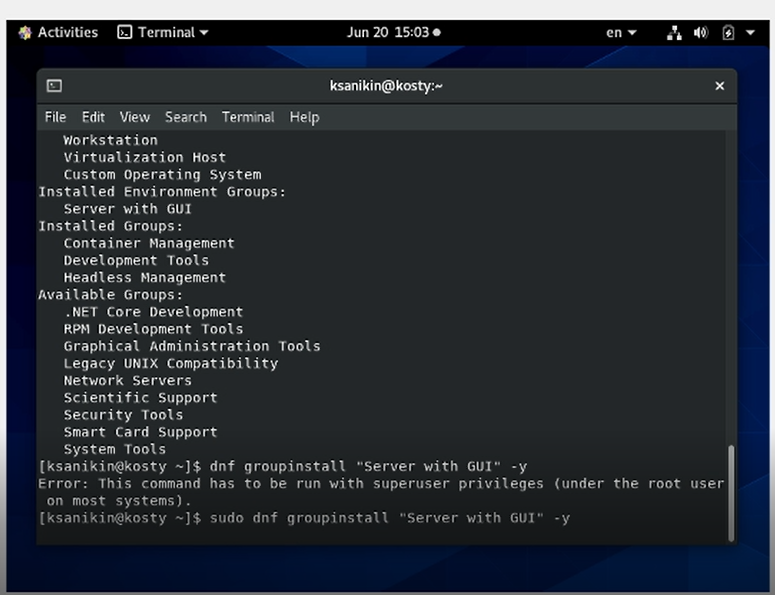 Activities Terminal Jun 20 15:03 en
ksanikin@kosty:~
File Edit View Search Terminal Help
Workstation
Virtualization Host
Custom Operating System
Installed Environment Groups:
Server with GUI
Installed Groups:
Container Management
Development Tools
Headless Management
Available Groups:
.NET Core Development
RPM Development Tools
Graphical Administration Tools
Legacy UNIX Compatibility
Network Servers
Scientific Support
Security Tools
Smart Card Support
System Tools
[ksanikin@kosty ~]$ dnf groupinstall "Server with GUI" -y
Error: This command has to be run with superuser privileges (under the root user
on most systems).
[ksanikin@kosty ~]$ sudo dnf groupinstall "Server with GUI" -y